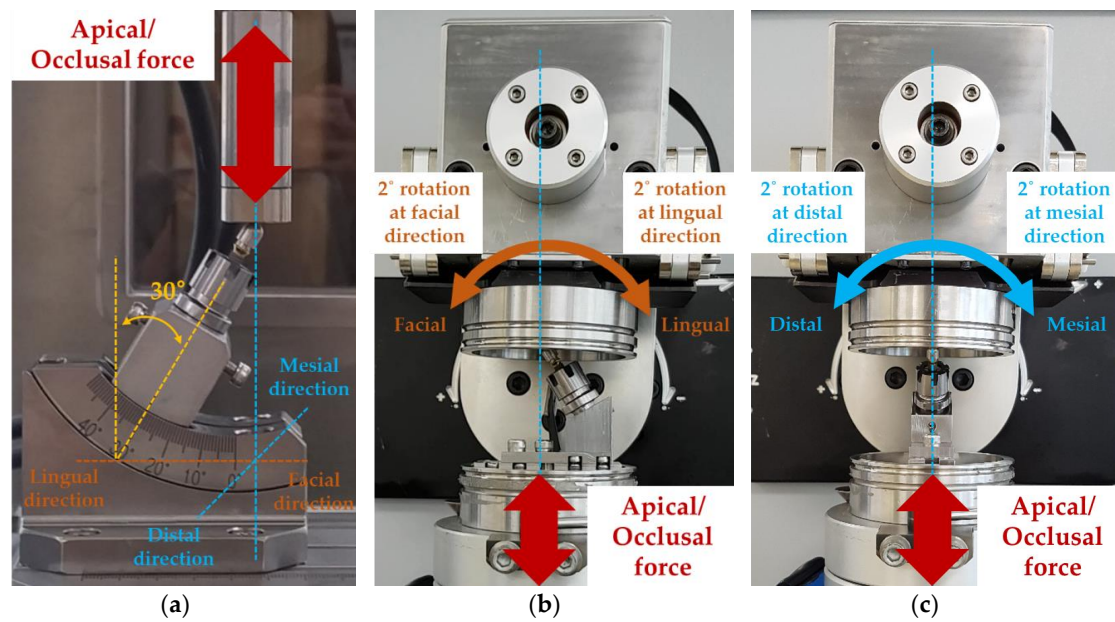 Apical/
Occlusal force
30°
Mesial
direction
40°
20°
10°
0
Lingual
direction
Facial
direction
Distal
direction
(a)
2° rotation
at facial
direction
2° rotation
at lingual
direction
Facial
Lingual
Apical/
Occlusal
force
(b)
2° rotation
at distal
direction
2° rotation
at mesial
direction
Distal
Mesial
Apical/
Occlusal
force
(c)